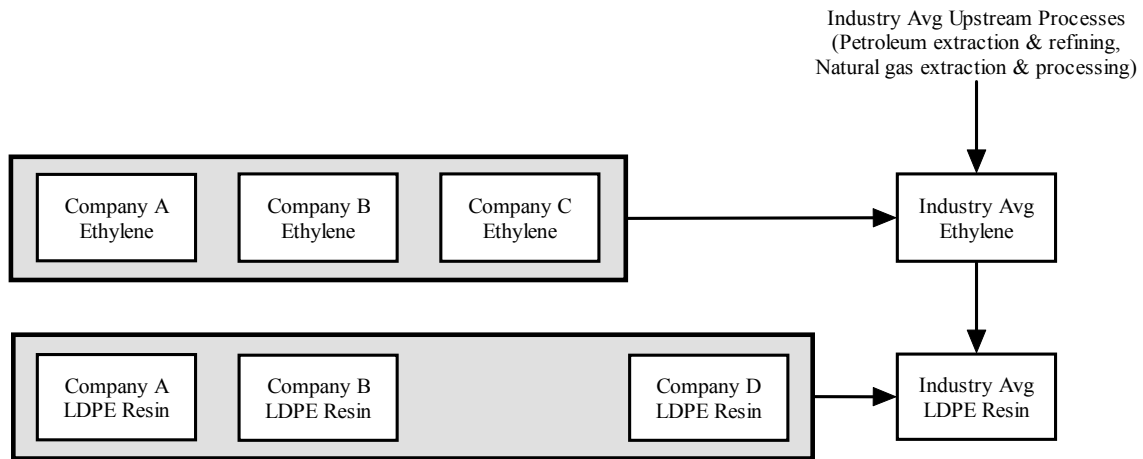 Industry Avg Upstream Processes
(Petroleum extraction & refining,
Natural gas extraction & processing)
Company A
Ethylene
Company B
Ethylene
Company C
Ethylene
Industry Avg
Ethylene
Company A
LDPE Resin
Company B
LDPE Resin
Company D
LDPE Resin
Industry Avg
LDPE Resin